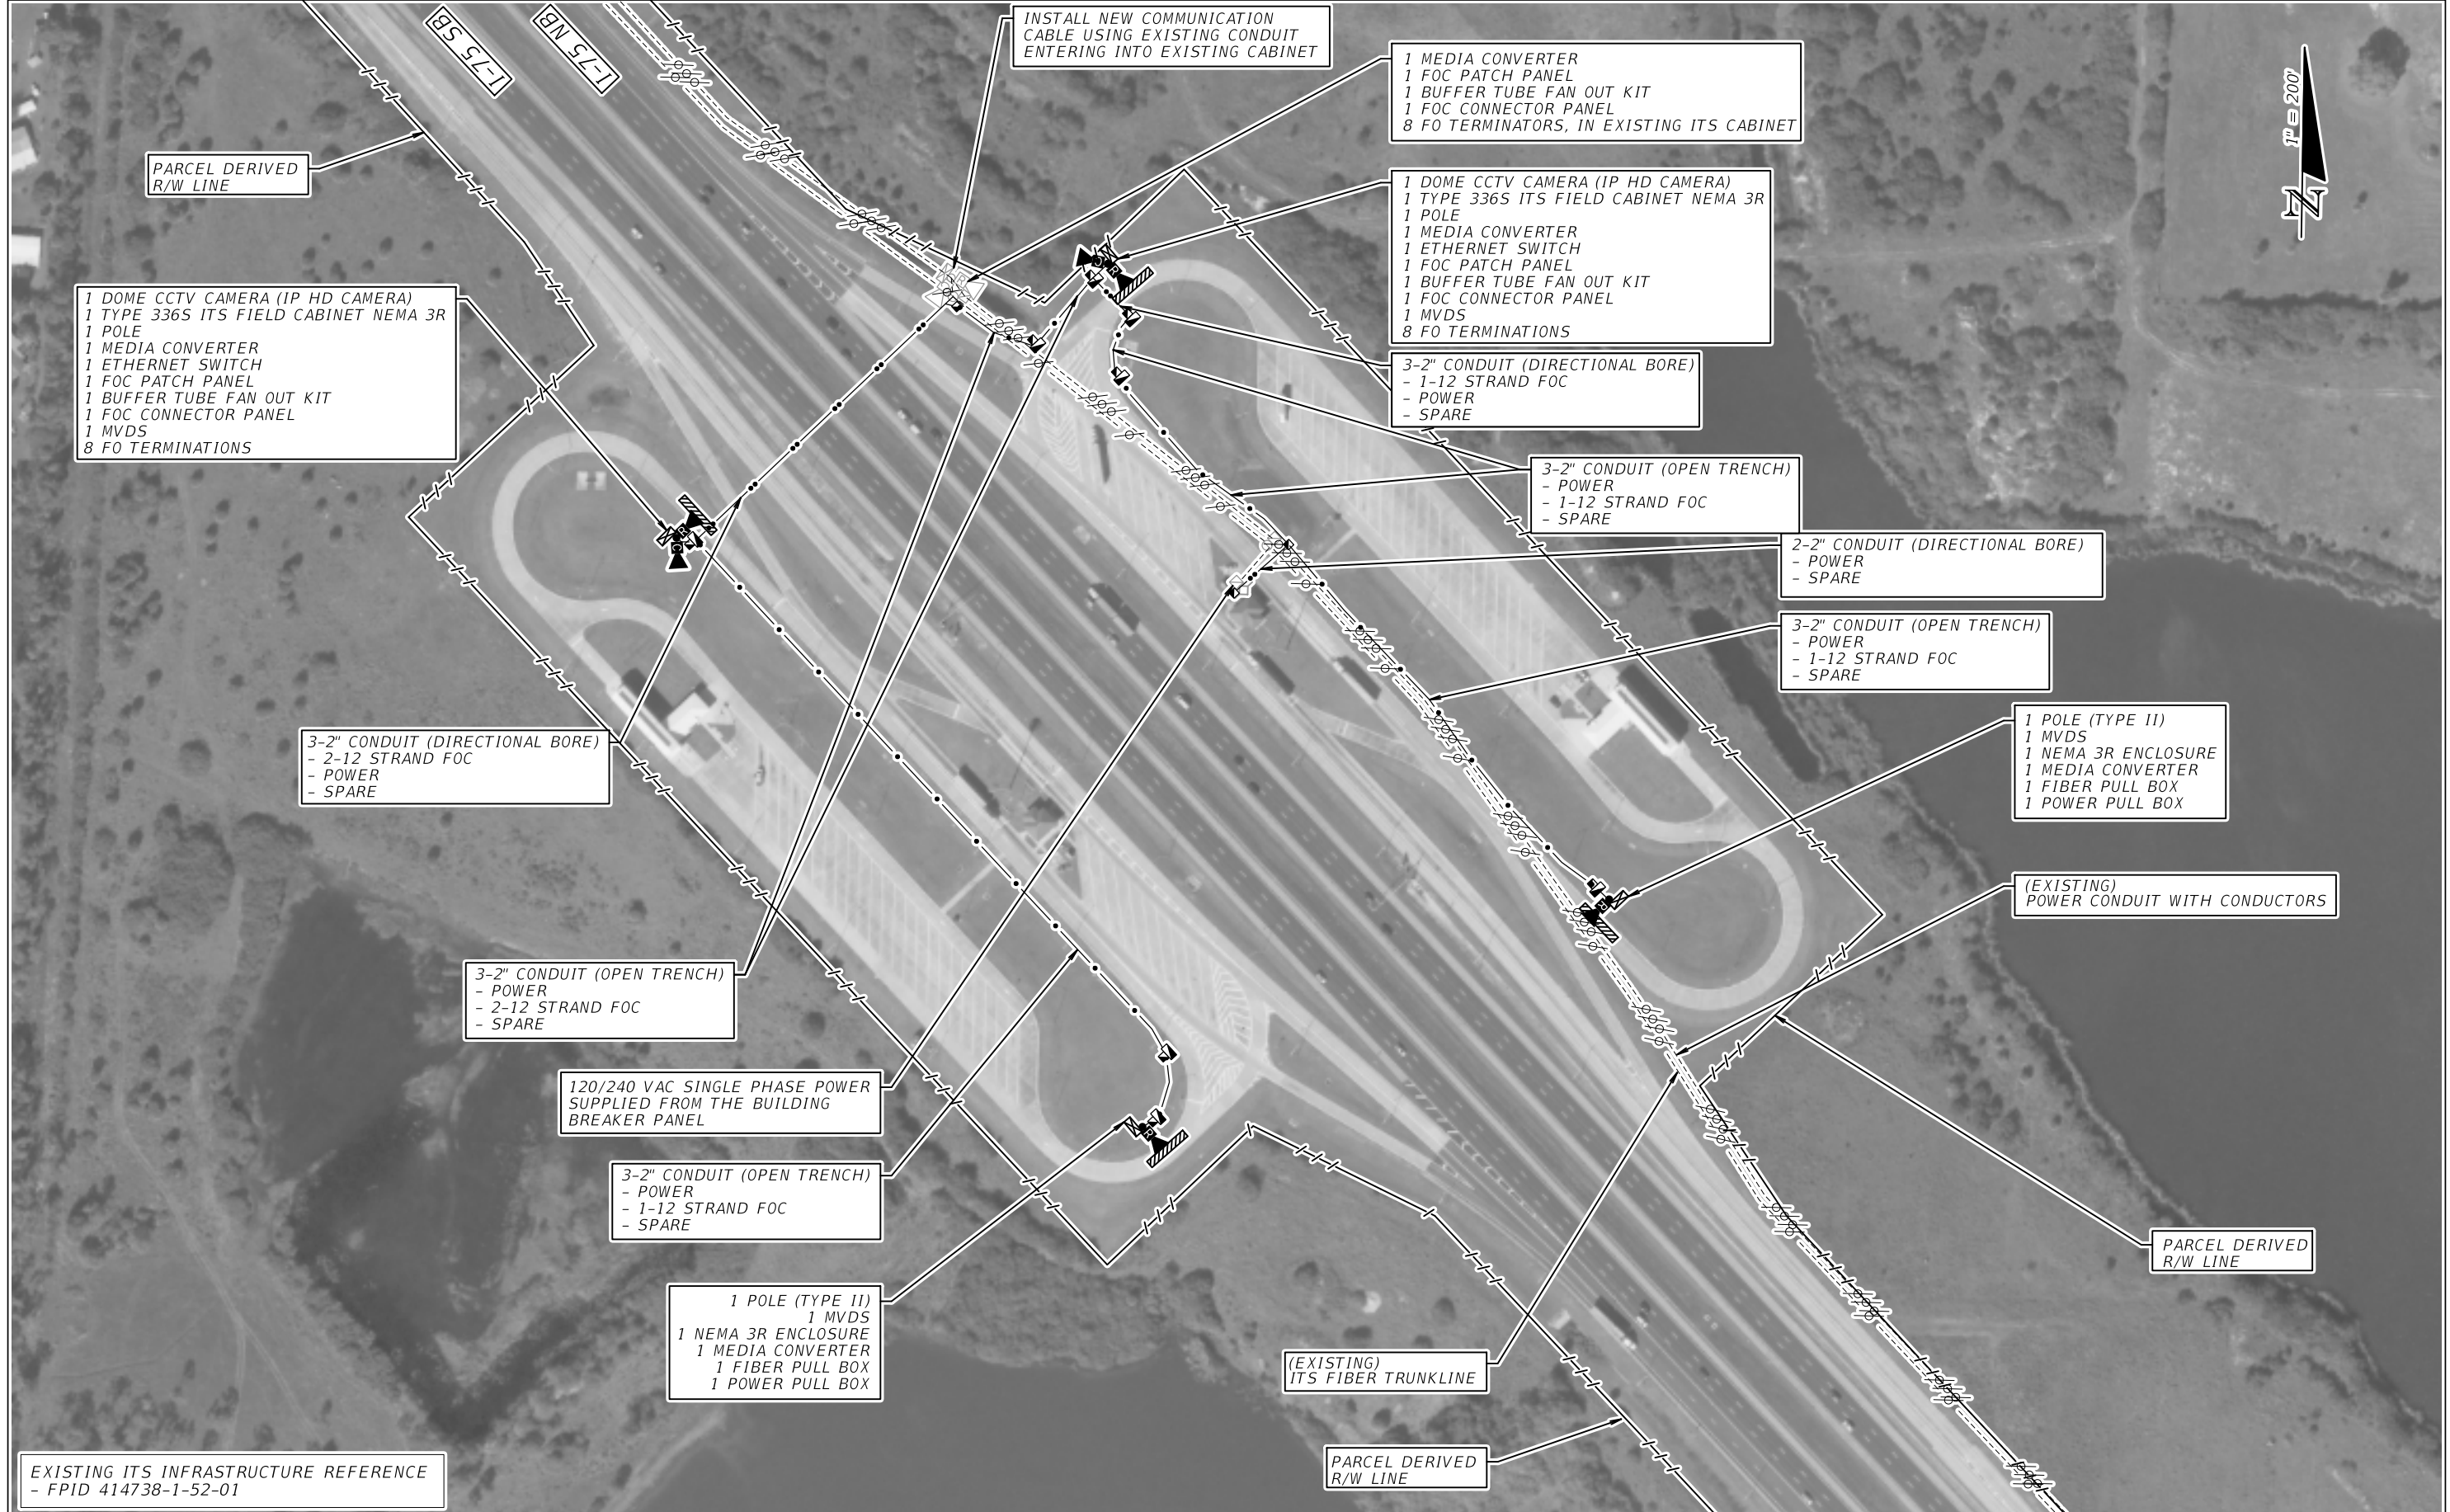 I-75 SB
I-75 NB
INSTALL NEW COMMUNICATION
CABLE USING EXISTING CONDUIT
ENTERING INTO EXISTING CABINET
1 MEDIA CONVERTER
1 FOC PATCH PANEL
1 BUFFER TUBE FAN OUT KIT
1 FOC CONNECTOR PANEL
8 FO TERMINATORS, IN EXISTING ITS CABINET
1" = 200'
N
PARCEL DERIVED
R/W LINE
1 DOME CCTV CAMERA (IP HD CAMERA)
1 TYPE 336S ITS FIELD CABINET NEMA 3R
1 POLE
1 MEDIA CONVERTER
1 ETHERNET SWITCH
1 FOC PATCH PANEL
1 BUFFER TUBE FAN OUT KIT
1 FOC CONNECTOR PANEL
1 MVDS
8 FO TERMINATIONS
1 DOME CCTV CAMERA (IP HD CAMERA)
1 TYPE 336S ITS FIELD CABINET NEMA 3R
1 POLE
1 MEDIA CONVERTER
1 ETHERNET SWITCH
1 FOC PATCH PANEL
1 BUFFER TUBE FAN OUT KIT
1 FOC CONNECTOR PANEL
1 MVDS
8 FO TERMINATIONS
3-2" CONDUIT (DIRECTIONAL BORE)
- 1-12 STRAND FOC
- POWER
- SPARE
3-2" CONDUIT (OPEN TRENCH)
- POWER
- 1-12 STRAND FOC
- SPARE
2-2" CONDUIT (DIRECTIONAL BORE)
- POWER
- SPARE
3-2" CONDUIT (OPEN TRENCH)
- POWER
- 1-12 STRAND FOC
- SPARE
1 POLE (TYPE II)
1 MVDS
1 NEMA 3R ENCLOSURE
1 MEDIA CONVERTER
1 FIBER PULL BOX
1 POWER PULL BOX
3-2" CONDUIT (DIRECTIONAL BORE)
- 2-12 STRAND FOC
- POWER
- SPARE
(EXISTING)
POWER CONDUIT WITH CONDUCTORS
3-2" CONDUIT (OPEN TRENCH)
- POWER
- 2-12 STRAND FOC
- SPARE
120/240 VAC SINGLE PHASE POWER
SUPPLIED FROM THE BUILDING
BREAKER PANEL
3-2" CONDUIT (OPEN TRENCH)
- POWER
- 1-12 STRAND FOC
- SPARE
PARCEL DERIVED
R/W LINE
1 POLE (TYPE II)
1 MVDS
1 NEMA 3R ENCLOSURE
1 MEDIA CONVERTER
1 FIBER PULL BOX
1 POWER PULL BOX
(EXISTING)
ITS FIBER TRUNKLINE
PARCEL DERIVED
R/W LINE
EXISTING ITS INFRASTRUCTURE REFERENCE
- FPID 414738-1-52-01